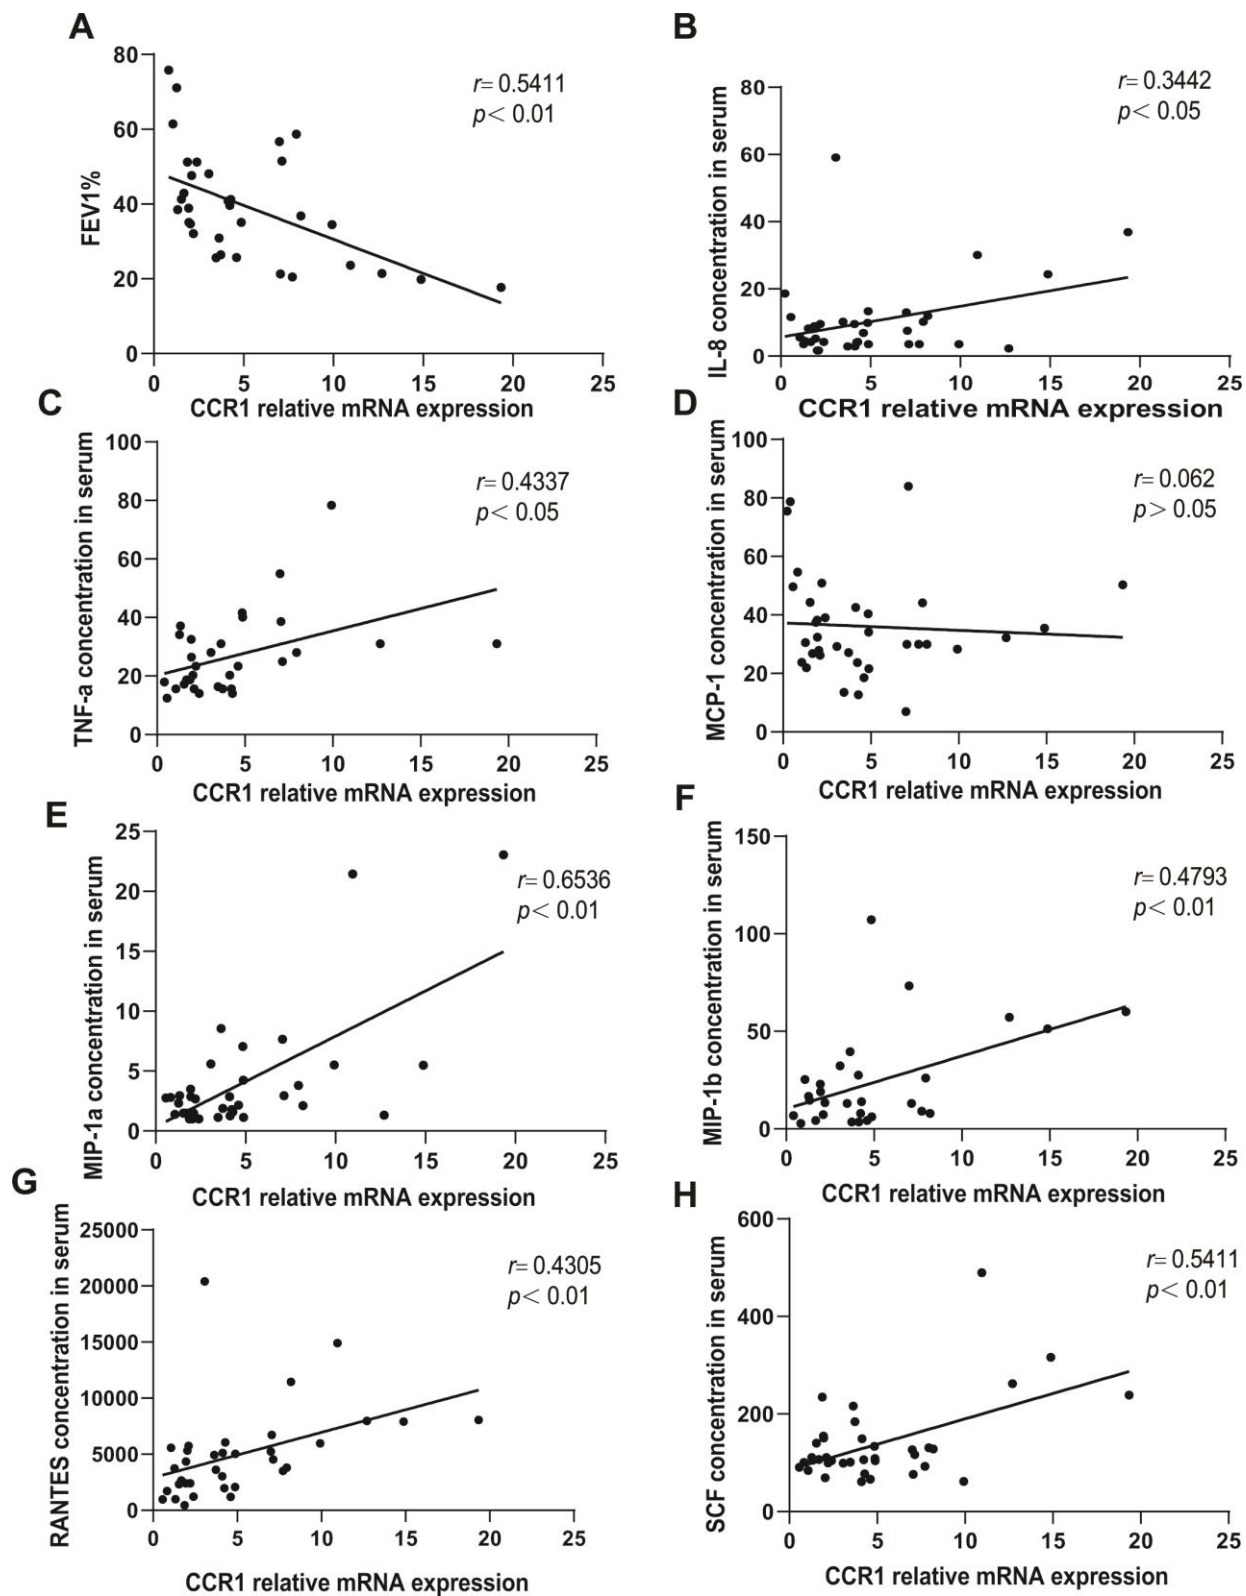 A
80
60
40
20
0
FEV1%
r= 0.5411
p< 0.01
0 5 10 15 20 25
CCR1 relative mRNA expression
B
80
60
40
20
0
IL-8 concentration in serum
r= 0.3442
p< 0.05
0 5 10 15 20 25
CCR1 relative mRNA expression
C
100
80
60
40
20
0
TNF-a concentration in serum
r= 0.4337
p< 0.05
0 5 10 15 20 25
CCR1 relative mRNA expression
D
100
80
60
40
20
0
MCP-1 concentration in serum
r= 0.062
p> 0.05
0 5 10 15 20 25
CCR1 relative mRNA expression
E
25
20
15
10
5
0
MIP-1a concentration in serum
r= 0.6536
p< 0.01
0 5 10 15 20 25
CCR1 relative mRNA expression
F
150
100
50
0
MIP-1b concentration in serum
r= 0.4793
p< 0.01
0 5 10 15 20 25
CCR1 relative mRNA expression
G
25000
20000
15000
10000
5000
0
RANTES concentration in serum
r= 0.4305
p< 0.01
0 5 10 15 20 25
CCR1 relative mRNA expression
H
600
400
200
0
SCF concentration in serum
r= 0.5411
p< 0.01
0 5 10 15 20 25
CCR1 relative mRNA expression